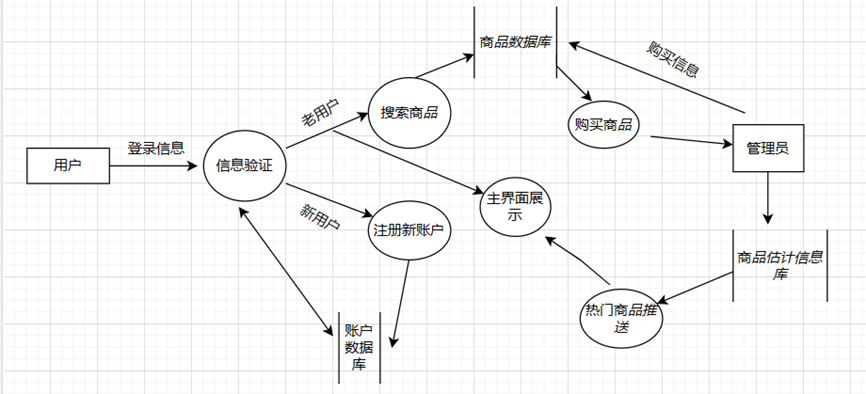 商品数据库
购买信息
老用户
搜索商品
购买商品
用户
登录信息
信息验证
管理员
新用户
注册新账户
主界面展
示
商品估计信息
库
热门商品推
送
账户
数据
库